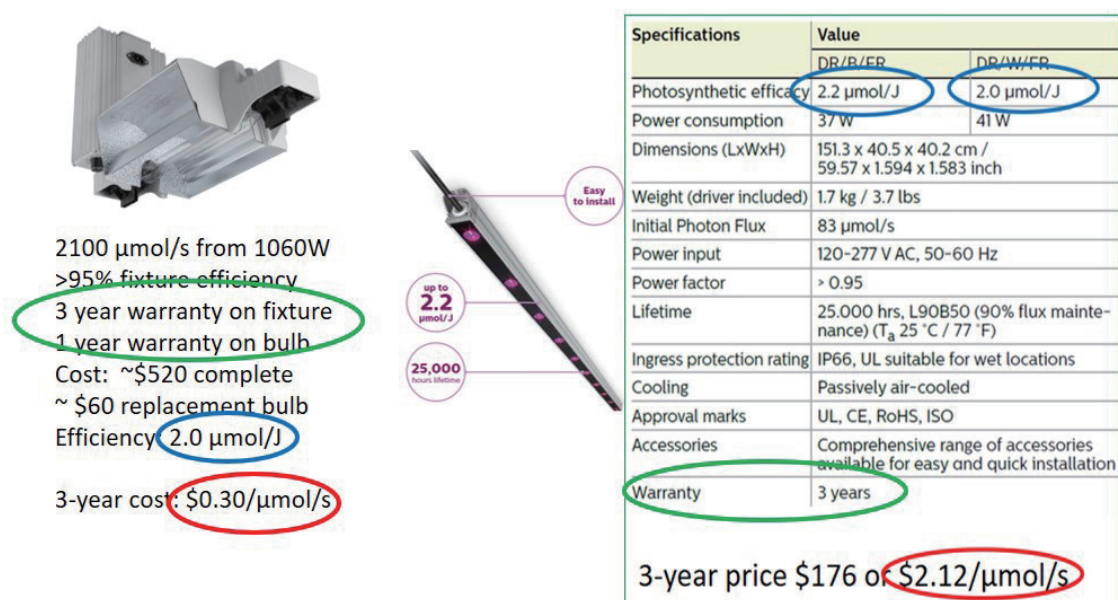 2100 µmol/s from 1060W
>95% fixture efficiency
3 year warranty on fixture
1 year warranty on bulb
Cost: ~$520 complete
~ $60 replacement bulb
Efficiency: 2.0 µmol/J
3-year cost: $0.30/µmol/s
Easy
to install
up to
2.2
µmol/J
25,000
hours lifetime
Specifications Value
DR/B/FR DR/W/FR
Photosynthetic efficacy 2.2 µmol/J 2.0 µmol/J
Power consumption 37 W 41 W
Dimensions (LxWxH) 151.3 x 40.5 x 40.2 cm /
59.57 x 1.594 x 1.583 inch
Weight (driver included) 1.7 kg / 3.7 lbs
Initial Photon Flux 83 µmol/s
Power input 120-277 V AC, 50-60 Hz
Power factor > 0.95
Lifetime 25.000 hrs, L90B50 (90% flux mainte-
nance) (Ta 25 °C / 77 °F)
Ingress protection rating IP66, UL suitable for wet locations
Cooling Passively air-cooled
Approval marks UL, CE, RoHS, ISO
Accessories Comprehensive range of accessories
available for easy and quick installation
Warranty 3 years
3-year price $176 or $2.12/µmol/s